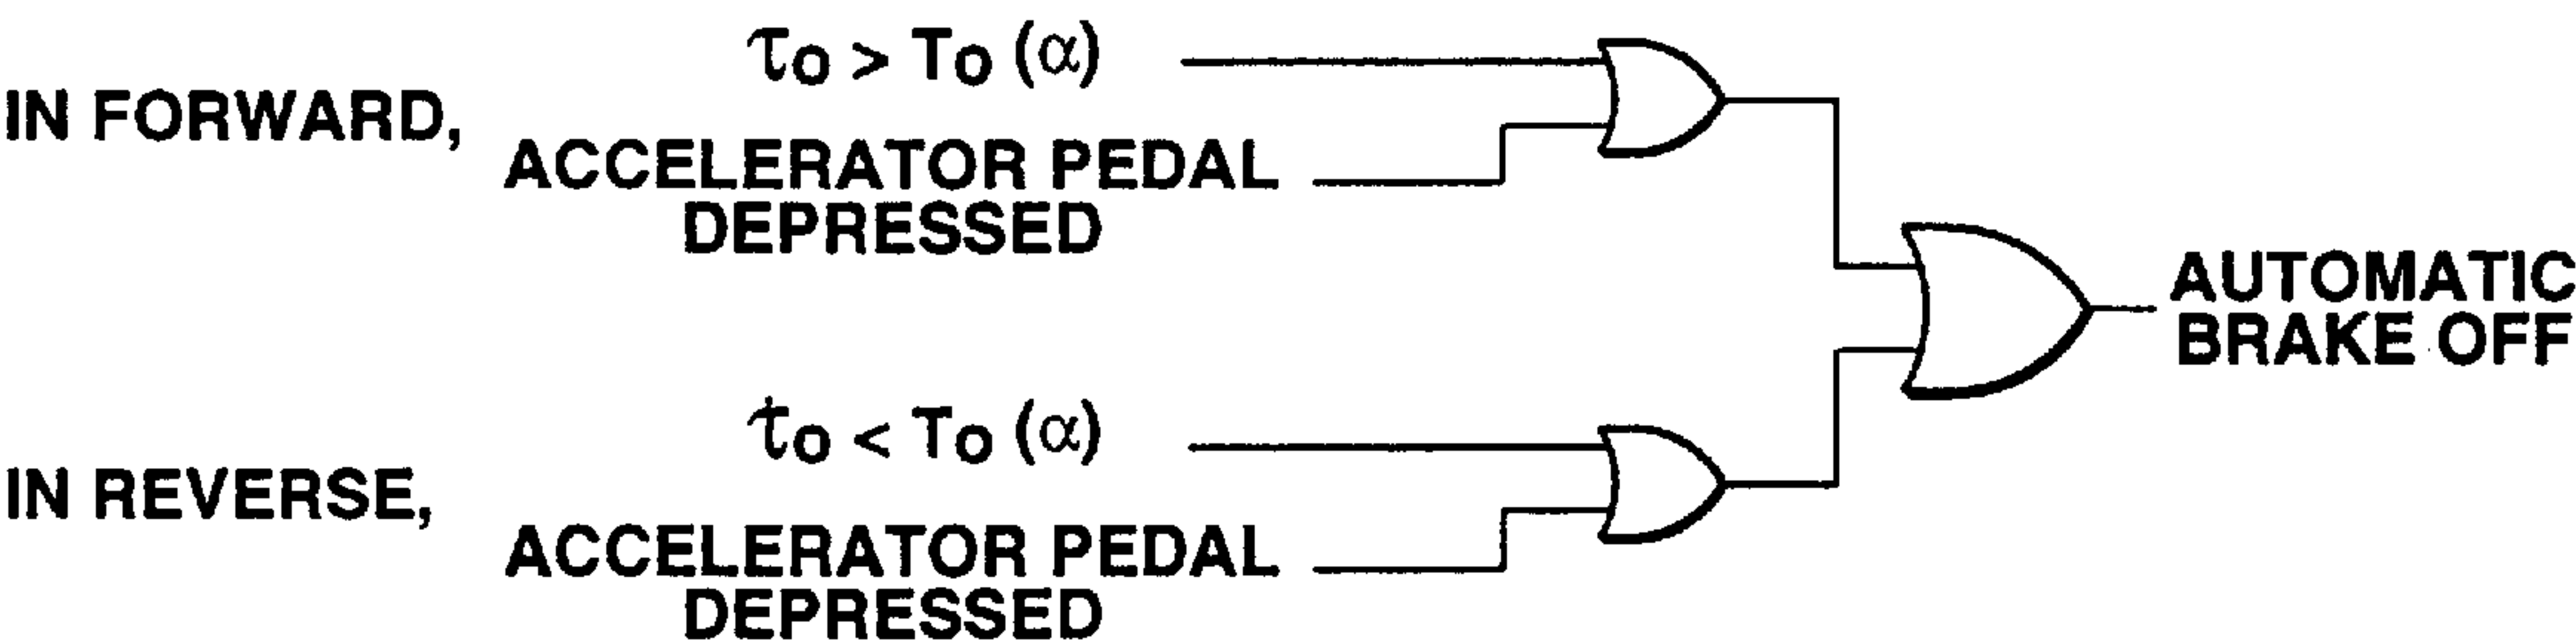 τo > To (α)
IN FORWARD,
ACCELERATOR PEDAL
DEPRESSED
AUTOMATIC
BRAKE OFF
τo < To (α)
IN REVERSE,
ACCELERATOR PEDAL
DEPRESSED